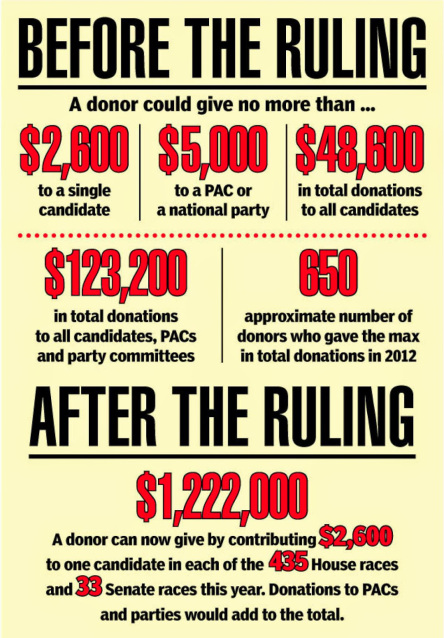 BEFORE THE RULING
A donor could give no more than ...
$2,600
to a single
candidate
$5,000
to a PAC or
a national party
$48,600
in total donations
to all candidates
$123,200
in total donations
to all candidates, PACs
and party committees
650
approximate number of
donors who gave the max
in total donations in 2012
AFTER THE RULING
$1,222,000
A donor can now give by contributing $2,600
to one candidate in each of the 435 House races
and 33 Senate races this year. Donations to PACs
and parties would add to the total.